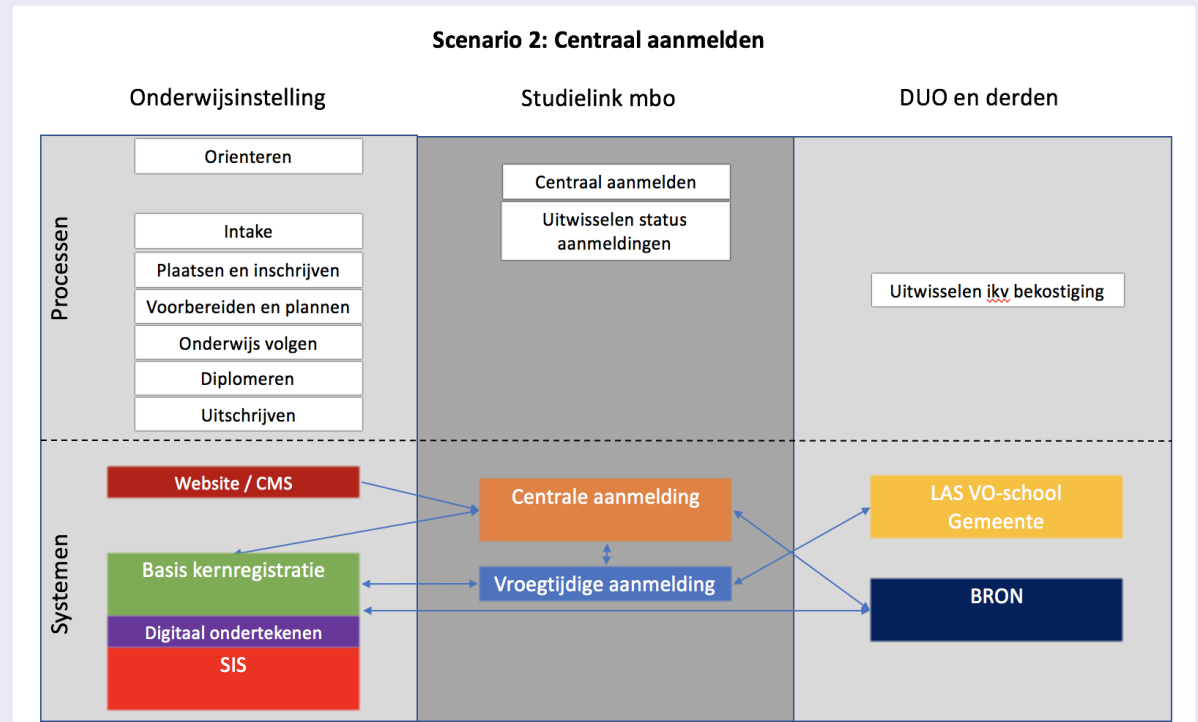 Scenario 2: Centraal aanmelden
Onderwijsinstelling
Studielink mbo
DUO en derden
Processen
Orienteren
Intake
Plaatsen en inschrijven
Voorbereiden en plannen
Onderwijs volgen
Diplomeren
Uitschrijven
Centraal aanmelden
Uitwisselen status
aanmeldingen
Uitwisselen ikv bekostiging
Systemen
Website / CMS
Basis kernregistratie
Digitaal ondertekenen
SIS
Centrale aanmelding
Vroegtijdige aanmelding
LAS VO-school
Gemeente
BRON